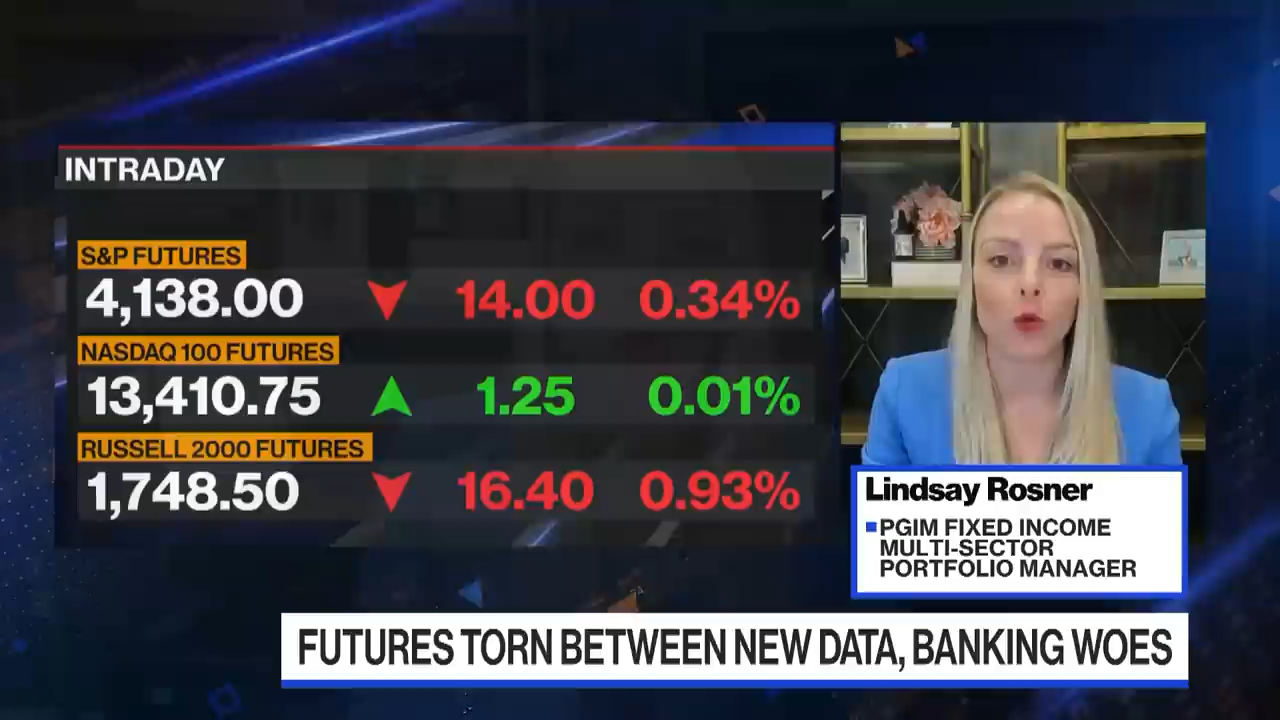 INTRADAY
S&P FUTURES
4,138.00 ▼ 14.00 0.34%
NASDAQ 100 FUTURES
13,410.75 ▲ 1.25 0.01%
RUSSELL 2000 FUTURES
1,748.50 ▼ 16.40 0.93%
Lindsay Rosner
PGIM FIXED INCOME
MULTI-SECTOR
PORTFOLIO MANAGER
FUTURES TORN BETWEEN NEW DATA, BANKING WOES